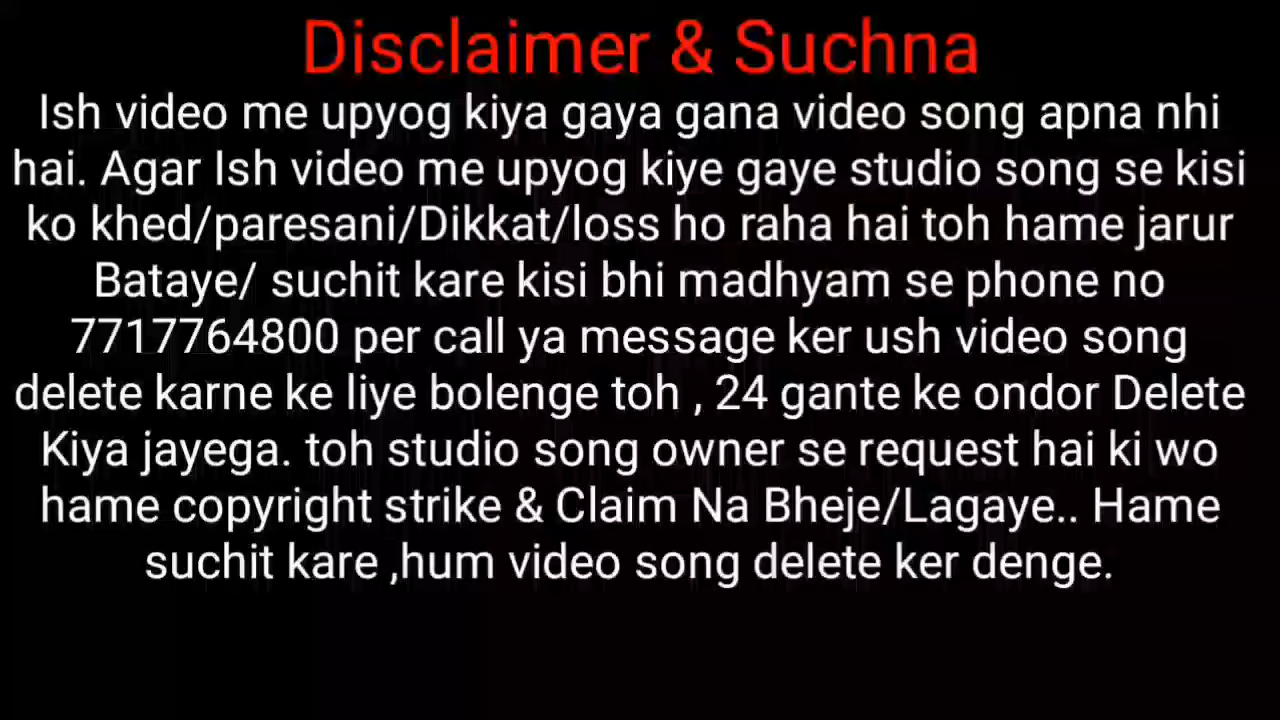 Disclaimer & Suchna
Ish video me upyog kiya gaya gana video song apna nhi
hai. Agar Ish video me upyog kiye gaye studio song se kisi
ko khed/paresani/Dikkat/loss ho raha hai toh hame jarur
Bataye/ suchit kare kisi bhi madhyam se phone no
7717764800 per call ya message ker ush video song
delete karne ke liye bolenge toh , 24 gante ke ondor Delete
Kiya jayega. toh studio song owner se request hai ki wo
hame copyright strike & Claim Na Bheje/Lagaye.. Hame
suchit kare ,hum video song delete ker denge.